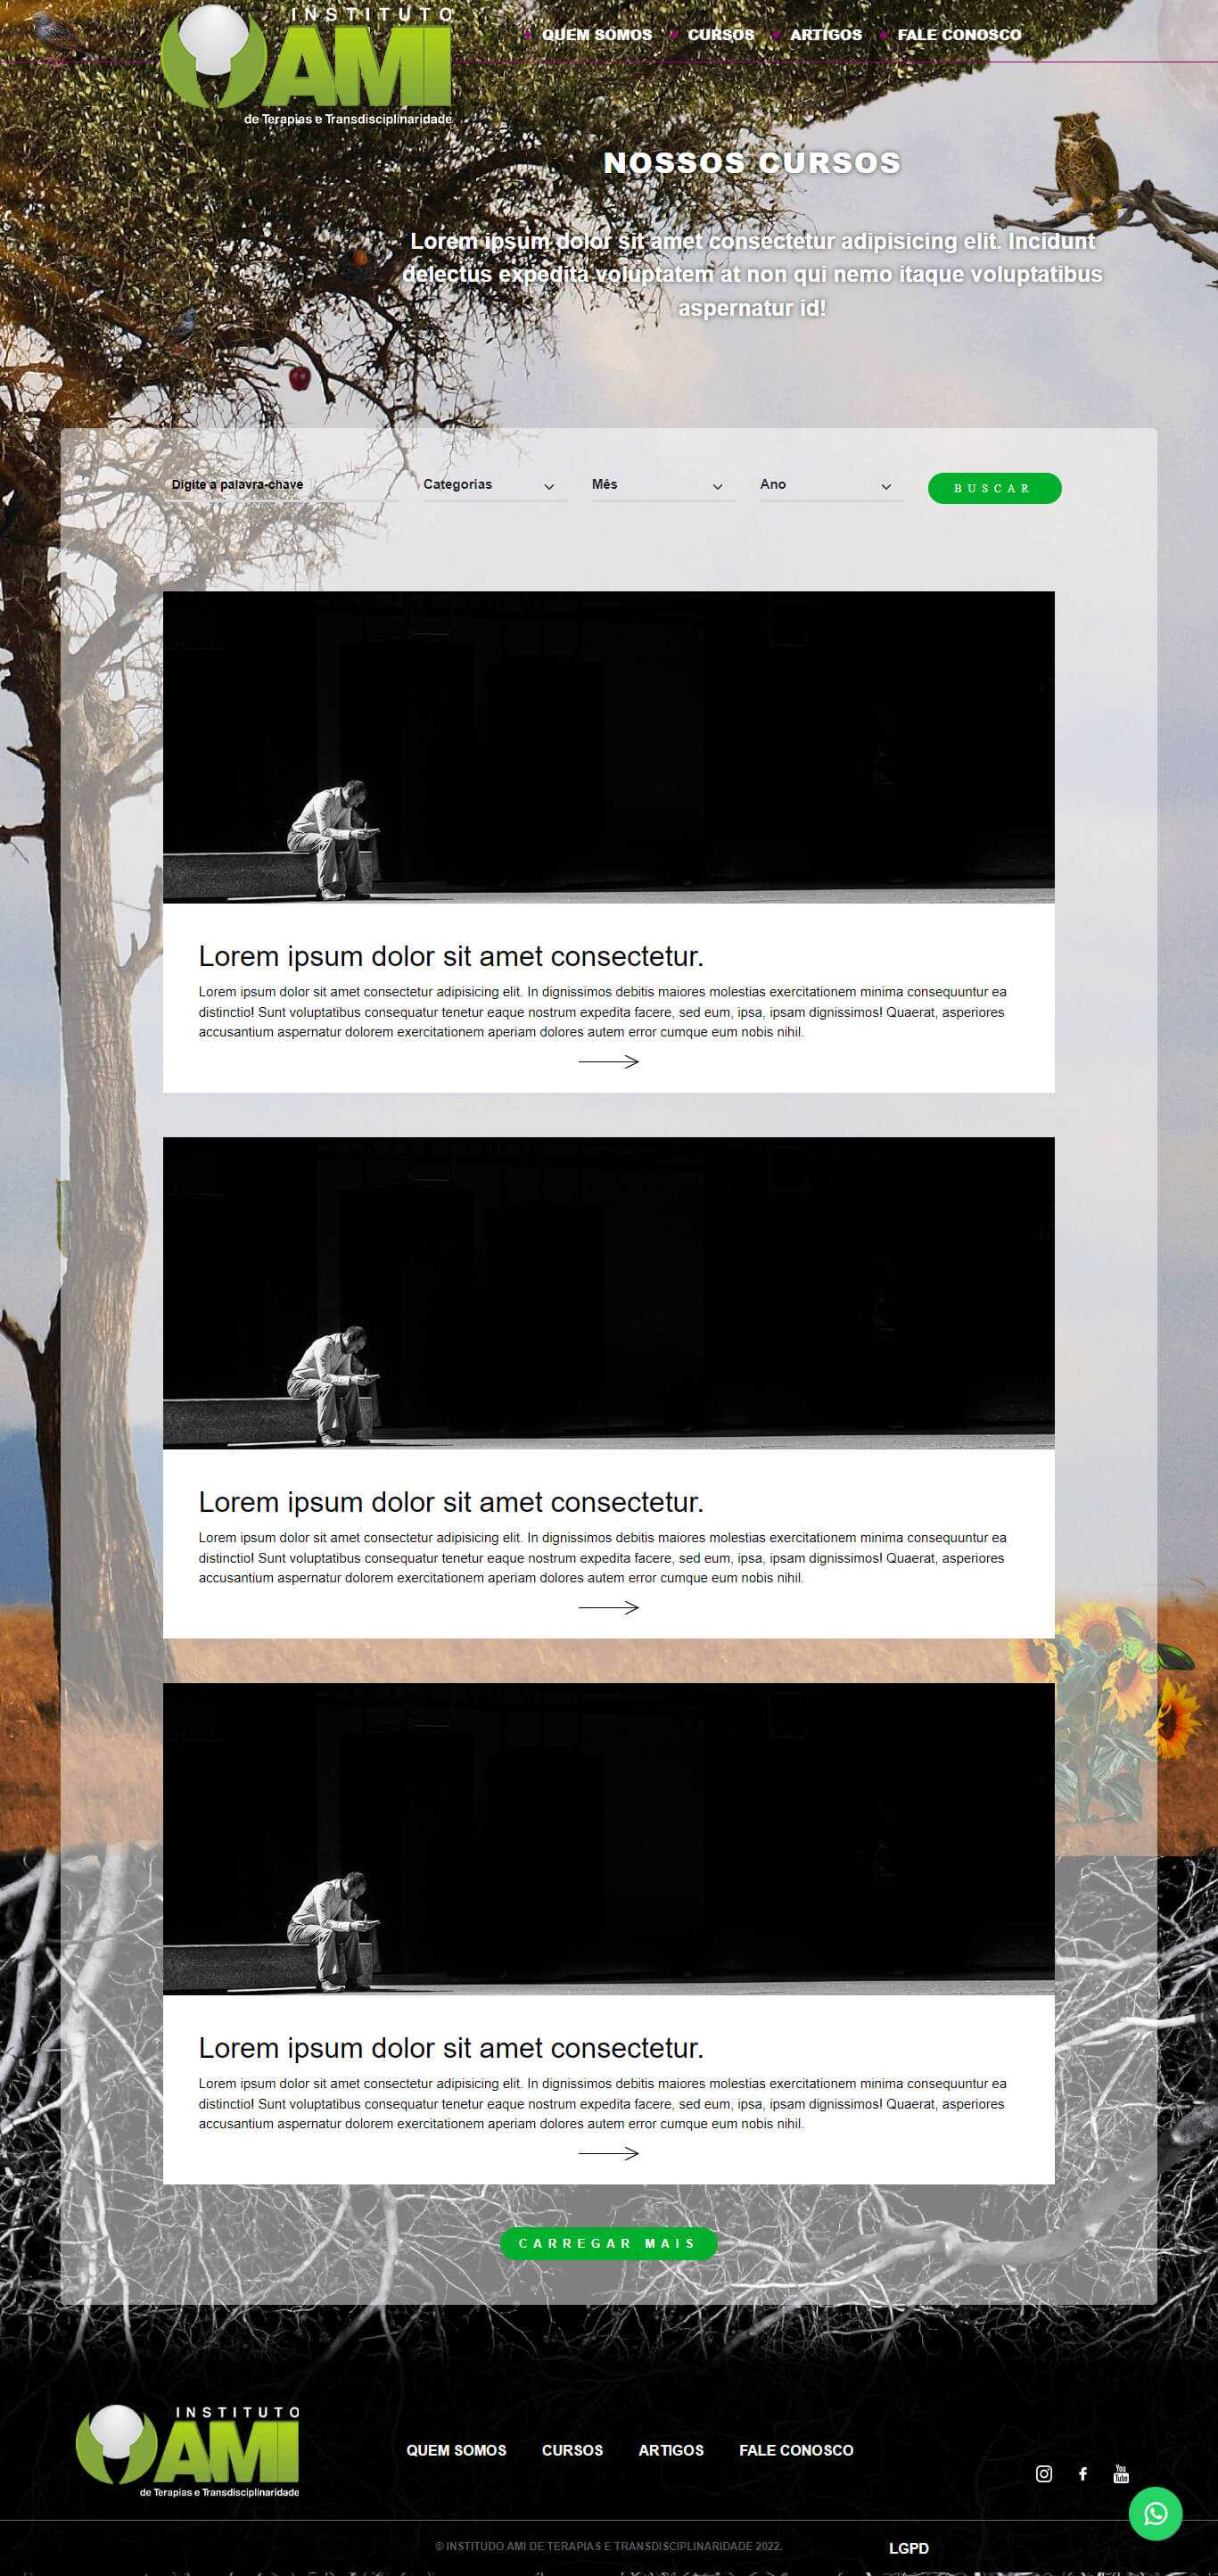 INSTITUTO
AMI
de Terapias e Transdisciplinaridade
QUEM SOMOS
CURSOS
ARTIGOS
FALE CONOSCO
NOSSOS CURSOS
Lorem ipsum dolor sit amet consectetur adipisicing elit. Incidunt
delectus expedita voluptatem at non qui nemo itaque voluptatibus
aspernatur id!
Digite a palavra-chave
Categorias
Mês
Ano
BUSCAR
Lorem ipsum dolor sit amet consectetur.
Lorem ipsum dolor sit amet consectetur adipisicing elit. In dignissimos debitis maiores molestias exercitationem minima consequuntur ea
distinctio! Sunt voluptatibus consequatur tenetur eaque nostrum expedita facere, sed eum, ipsa, ipsam dignissimos! Quaerat, asperiores
accusantium aspernatur dolorem exercitationem aperiam dolores autem error cumque eum nobis nihil.
Lorem ipsum dolor sit amet consectetur.
Lorem ipsum dolor sit amet consectetur adipisicing elit. In dignissimos debitis maiores molestias exercitationem minima consequuntur ea
distinctio! Sunt voluptatibus consequatur tenetur eaque nostrum expedita facere, sed eum, ipsa, ipsam dignissimos! Quaerat, asperiores
accusantium aspernatur dolorem exercitationem aperiam dolores autem error cumque eum nobis nihil.
Lorem ipsum dolor sit amet consectetur.
Lorem ipsum dolor sit amet consectetur adipisicing elit. In dignissimos debitis maiores molestias exercitationem minima consequuntur ea
distinctio! Sunt voluptatibus consequatur tenetur eaque nostrum expedita facere, sed eum, ipsa, ipsam dignissimos! Quaerat, asperiores
accusantium aspernatur dolorem exercitationem aperiam dolores autem error cumque eum nobis nihil.
CARREGAR MAIS
INSTITUTO
AMI
de Terapias e Transdisciplinaridade
QUEM SOMOS
CURSOS
ARTIGOS
FALE CONOSCO
You
Tube
© INSTITUDO AMI DE TERAPIAS E TRANSDISCIPLINARIDADE 2022.
LGPD